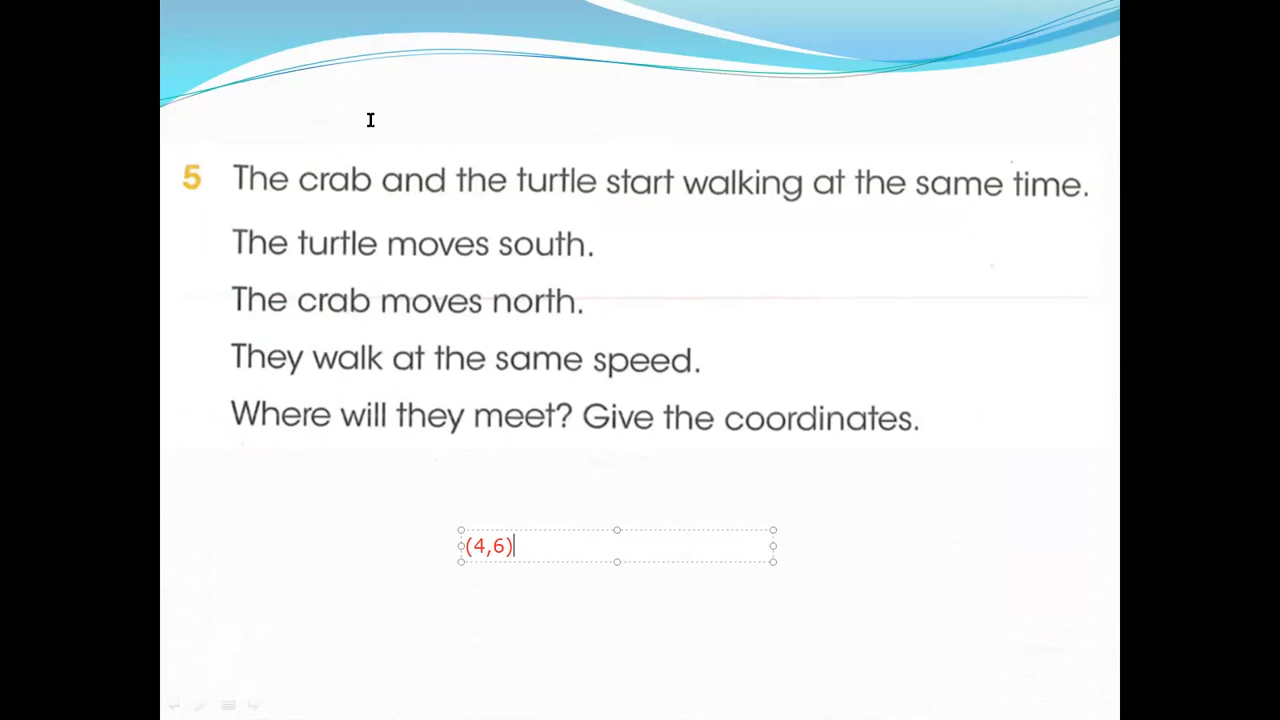 5 The crab and the turtle start walking at the same time.
The turtle moves south.
The crab moves north.
They walk at the same speed.
Where will they meet? Give the coordinates.
(4,6)